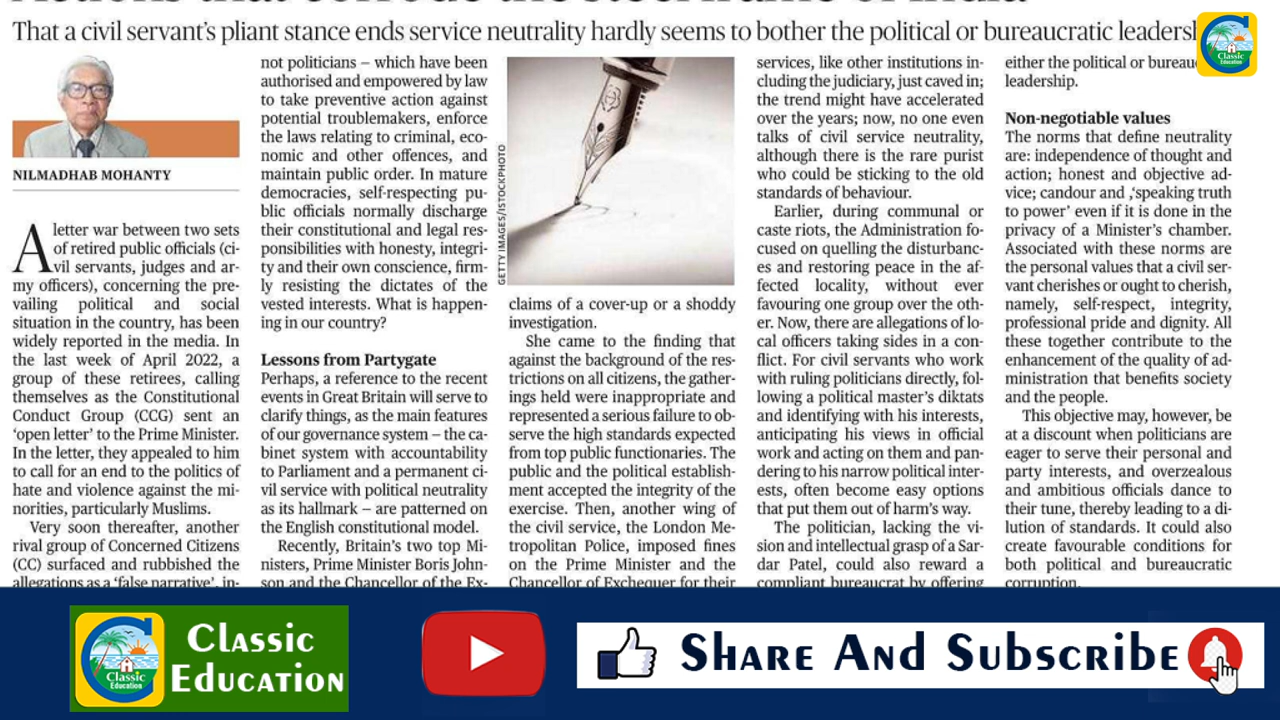 Actions that corrode the steel frame of India
That a civil servant's pliant stance ends service neutrality hardly seems to bother the political or bureaucratic leadersh
NILMADHAB MOHANTY
A letter war between two sets
of retired public officials (ci-
vil servants, judges and ar-
my officers), concerning the pre-
vailing political and social
situation in the country, has been
widely reported in the media. In
the last week of April 2022, a
group of these retirees, calling
themselves as the Constitutional
Conduct Group (CCG) sent an
'open letter' to the Prime Minister.
In the letter, they appealed to him
to call for an end to the politics of
hate and violence against the mi-
norities, particularly Muslims.
Very soon thereafter, another
rival group of Concerned Citizens
(CC) surfaced and rubbished the
allegations as a 'false narrative', in-
not politicians – which have been
authorised and empowered by law
to take preventive action against
potential troublemakers, enforce
the laws relating to criminal, eco-
nomic and other offences, and
maintain public order. In mature
democracies, self-respecting pu-
blic officials normally discharge
their constitutional and legal res-
ponsibilities with honesty, integri-
ty and their own conscience, firm-
ly resisting the dictates of the
vested interests. What is happen-
ing in our country?
Lessons from Partygate
Perhaps, a reference to the recent
events in Great Britain will serve to
clarify things, as the main features
of our governance system – the ca-
binet system with accountability
to Parliament and a permanent ci-
vil service with political neutrality
as its hallmark – are patterned on
the English constitutional model.
Recently, Britain's two top Mi-
nisters, Prime Minister Boris John-
son and the Chancellor of the Ex-
GETTY IMAGES/ISTOCKPHOTO
claims of a cover-up or a shoddy
investigation.
She came to the finding that
against the background of the res-
trictions on all citizens, the gather-
ings held were inappropriate and
represented a serious failure to ob-
serve the high standards expected
from top public functionaries. The
public and the political establish-
ment accepted the integrity of the
exercise. Then, another wing of
the civil service, the London Me-
tropolitan Police, imposed fines
on the Prime Minister and the
Chancellor of Exchequer for their
services, like other institutions in-
cluding the judiciary, just caved in;
the trend might have accelerated
over the years; now, no one even
talks of civil service neutrality,
although there is the rare purist
who could be sticking to the old
standards of behaviour.
Earlier, during communal or
caste riots, the Administration fo-
cused on quelling the disturbanc-
es and restoring peace in the af-
fected locality, without ever
favouring one group over the oth-
er. Now, there are allegations of lo-
cal officers taking sides in a con-
flict. For civil servants who work
with ruling politicians directly, fol-
lowing a political master's diktats
and identifying with his interests,
anticipating his views in official
work and acting on them and pan-
dering to his narrow political inter-
ests, often become easy options
that put them out of harm's way.
The politician, lacking the vi-
sion and intellectual grasp of a Sar-
dar Patel, could also reward a
compliant bureaucrat by offering
either the political or bureauc
leadership.
Non-negotiable values
The norms that define neutrality
are: independence of thought and
action; honest and objective ad-
vice; candour and ,'speaking truth
to power' even if it is done in the
privacy of a Minister's chamber.
Associated with these norms are
the personal values that a civil ser-
vant cherishes or ought to cherish,
namely, self-respect, integrity,
professional pride and dignity. All
these together contribute to the
enhancement of the quality of ad-
ministration that benefits society
and the people.
This objective may, however, be
at a discount when politicians are
eager to serve their personal and
party interests, and overzealous
and ambitious officials dance to
their tune, thereby leading to a di-
lution of standards. It could also
create favourable conditions for
both political and bureaucratic
corruption.
Classic
Education
Classic
Education
Classic
Education
Share And Subscribe